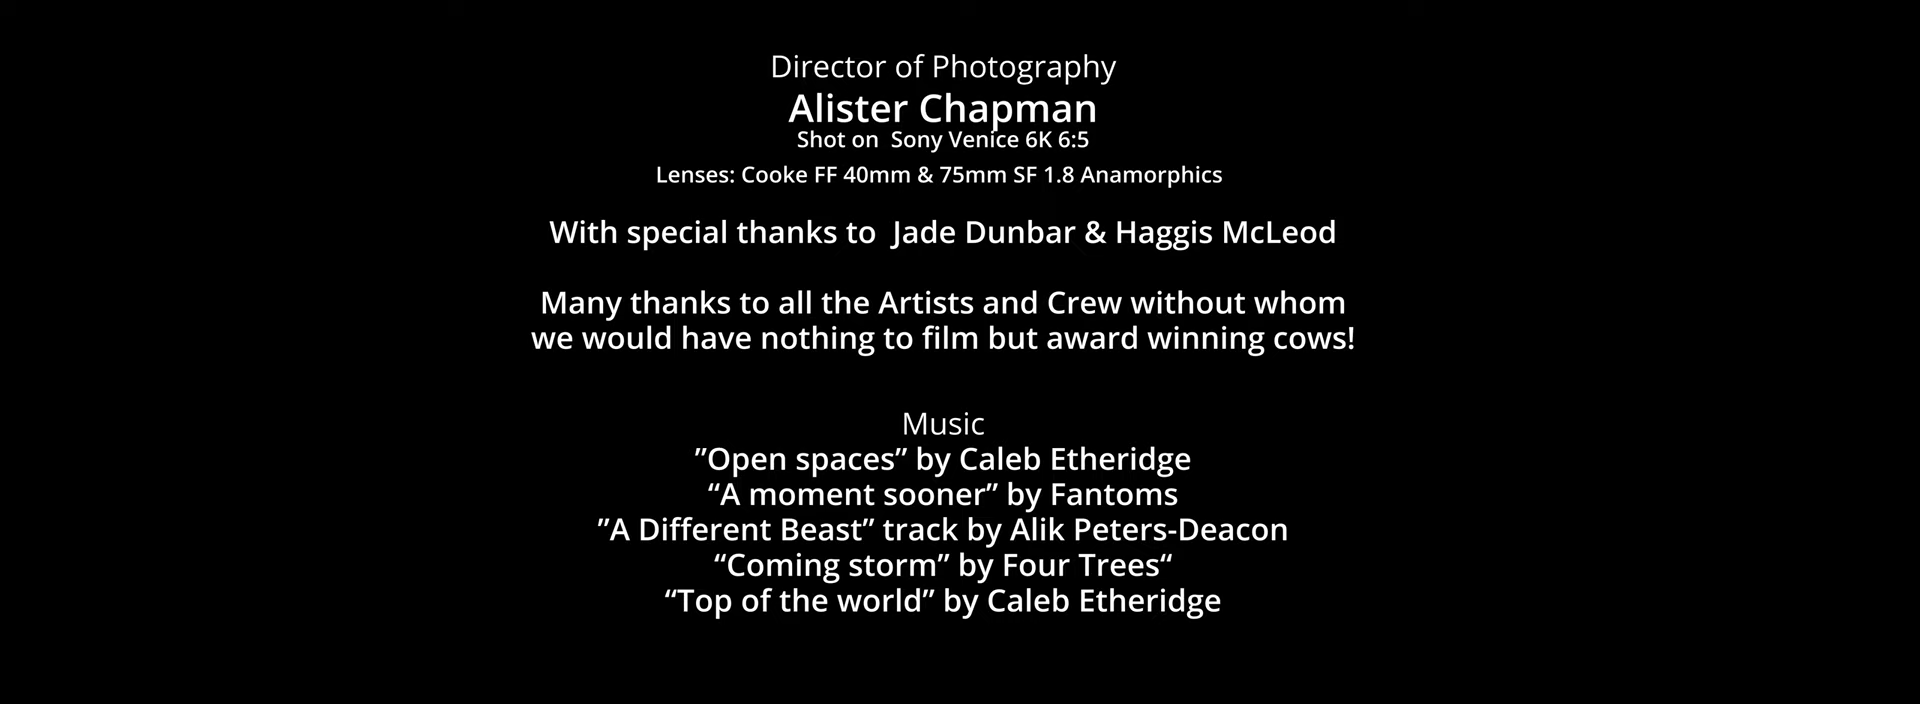 Director of Photography
Alister Chapman
Shot on  Sony Venice 6K 6:5
Lenses: Cooke FF 40mm & 75mm SF 1.8 Anamorphics
With special thanks to  Jade Dunbar & Haggis McLeod
Many thanks to all the Artists and Crew without whom
we would have nothing to film but award winning cows!
Music
”Open spaces” by Caleb Etheridge
“A moment sooner” by Fantoms
”A Different Beast” track by Alik Peters-Deacon
“Coming storm” by Four Trees“
“Top of the world” by Caleb Etheridge